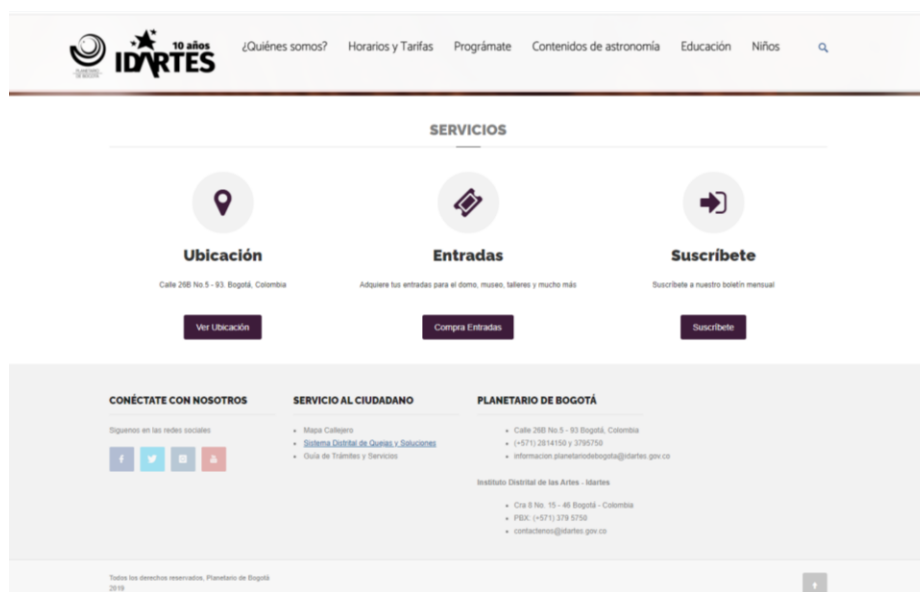 10 años
IDARTES
PLANETARIO
DE BOGOTÁ
¿Quiénes somos?
Horarios y Tarifas
Prográmate
Contenidos de astronomía
Educación
Niños
SERVICIOS
Ubicación
Calle 26B No.5 - 93. Bogotá, Colombia
Ver Ubicación
Entradas
Adquiere tus entradas para el domo, museo, talleres y mucho más
Compra Entradas
Suscríbete
Suscríbete a nuestro boletín mensual
Suscríbete
CONÉCTATE CON NOSOTROS
Siguenos en las redes sociales
SERVICIO AL CIUDADANO
Mapa Callejero
Sistema Distrital de Quejas y Soluciones
Guía de Trámites y Servicios
PLANETARIO DE BOGOTÁ
Calle 26B No.5 - 93 Bogotá, Colombia
(+571) 2814150 y 3795750
informacion.planetariodebogota@idartes.gov.co
Instituto Distrital de las Artes - Idartes
Cra 8 No. 15 - 46 Bogotá - Colombia
PBX: (+571) 379 5750
contactenos@idartes.gov.co
Todos los derechos reservados, Planetario de Bogotá
2019